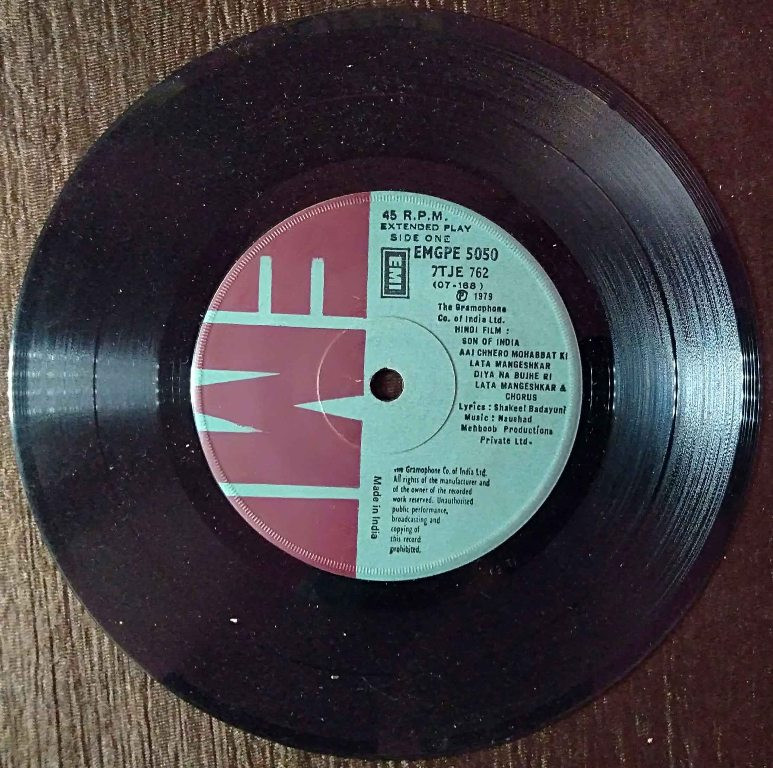 45 R.P.M.
EXTENDED PLAY
SIDE ONE
EMI
EMGPE 5050
7TJE 762
(07-188)
Ⓟ 1979
The Gramophone
Co. of India Ltd.
HINDI FILM :
SON OF INDIA
AAJ CHNERO MOHABBAT KI
LATA MANGESHKAR
DIYA NA BUJHE RI
LATA MANGESHKAR &
CHORUS
Lyrics : Shakeel Badayuni
Music : Naushad
Mehboob Productions
Private Ltd.
The Gramophone Co. of India Ltd.
All rights of the manufacturer and
of the owner of the recorded
work reserved. Unauthorised
public performance,
broadcasting and
copying of
this record
prohibited.
Made in India
EMI